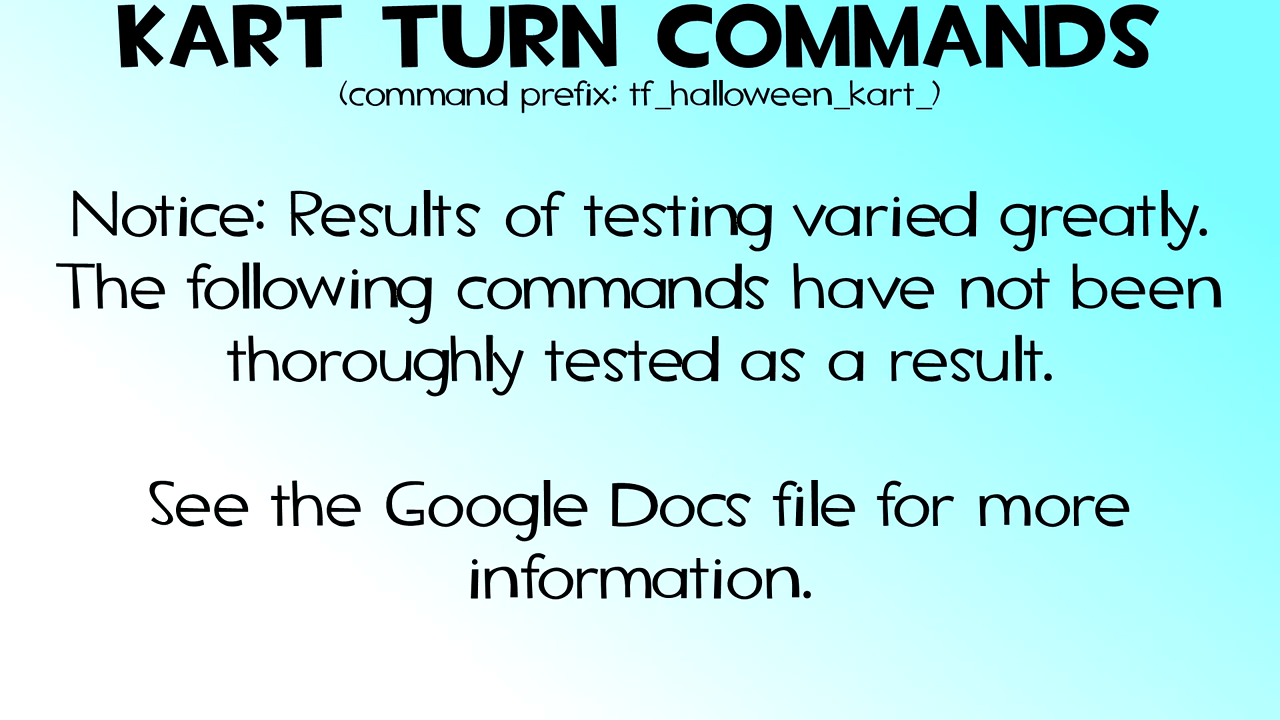 KART TURN COMMANDS
(command prefix: tf_halloween_kart_)
Notice: Results of testing varied greatly.
The following commands have not been
thoroughly tested as a result.
See the Google Docs file for more
information.